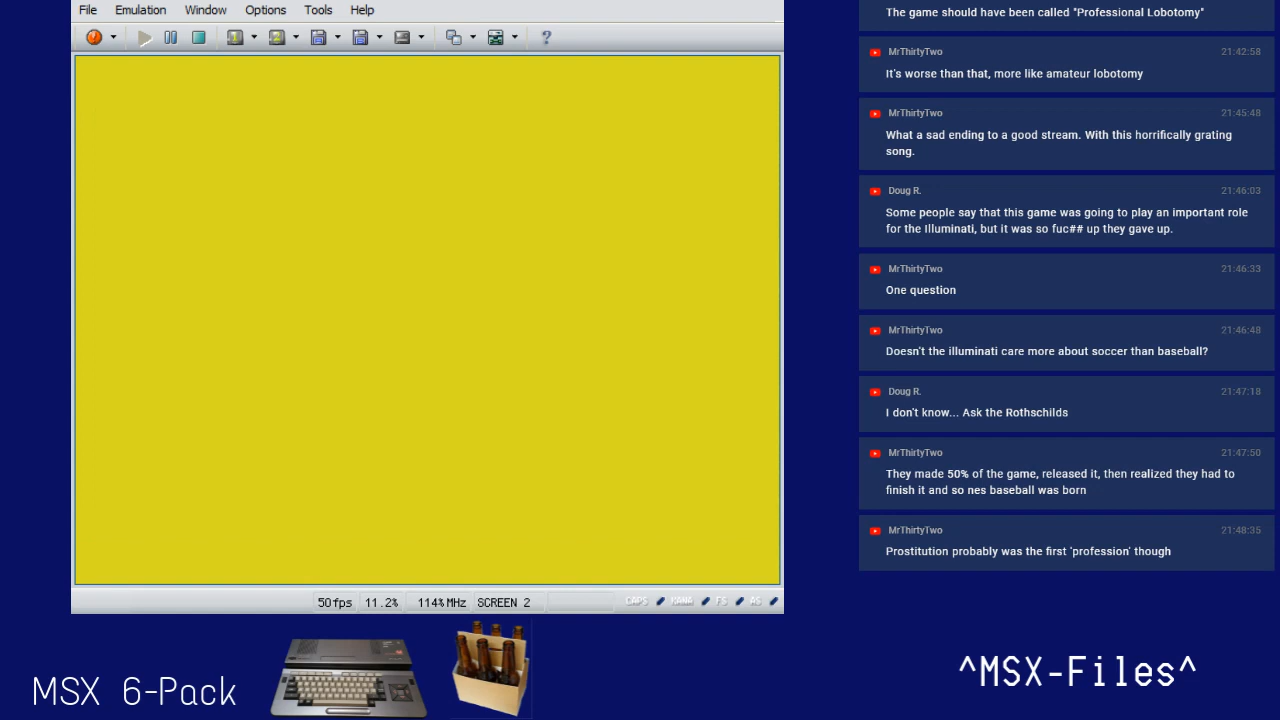 File Emulation Window Options Tools Help
50fps 11.2% 114%MHz SCREEN 2 CAPS KANA FS AS
MSX 6-Pack
The game should have been called "Professional Lobotomy"
MrThirtyTwo 21:42:58
It's worse than that, more like amateur lobotomy
MrThirtyTwo 21:45:48
What a sad ending to a good stream. With this horrifically grating
song.
Doug R. 21:46:03
Some people say that this game was going to play an important role
for the Illuminati, but it was so fuc## up they gave up.
MrThirtyTwo 21:46:33
One question
MrThirtyTwo 21:46:48
Doesn't the illuminati care more about soccer than baseball?
Doug R. 21:47:18
I don't know... Ask the Rothschilds
MrThirtyTwo 21:47:50
They made 50% of the game, released it, then realized they had to
finish it and so nes baseball was born
MrThirtyTwo 21:48:35
Prostitution probably was the first 'profession' though
^MSX-Files^